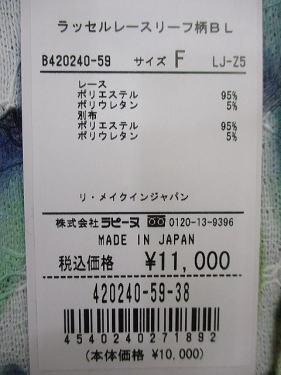 ラッセルレースリーフ柄ＢＬ
B420240-59 サイズ F LJ-Z5
レース
ポリエステル 95%
ポリウレタン 5%
別布
ポリエステル 95%
ポリウレタン 5%
リ・メイクインジャパン
株式会社ラピーヌ 0120-13-9396
MADE IN JAPAN
税込価格 ¥11,000
420240-59-38
4540240271892
(本体価格 ¥10,000)